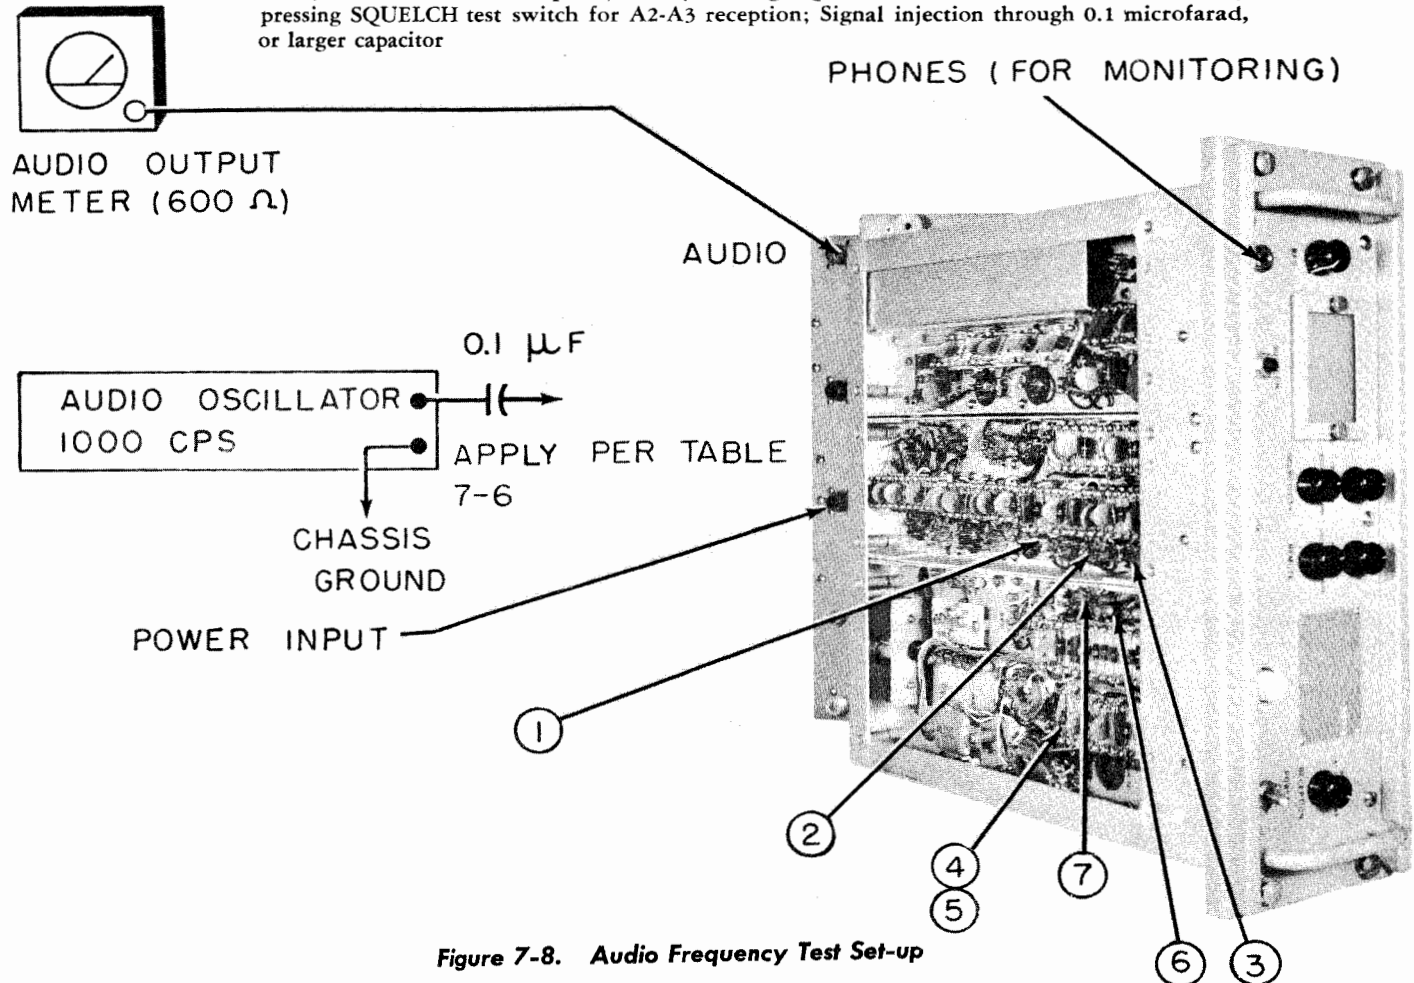 pressing SQUELCH test switch for A2-A3 reception; Signal injection through 0.1 microfarad,
or larger capacitor
PHONES (FOR MONITORING)
AUDIO OUTPUT
METER (600 Ω)
AUDIO
0.1 μF
AUDIO OSCILLATOR
1000 CPS
APPLY PER TABLE
7-6
CHASSIS
GROUND
POWER INPUT
1
2
4
5
7
6
3
Figure 7-8. Audio Frequency Test Set-up